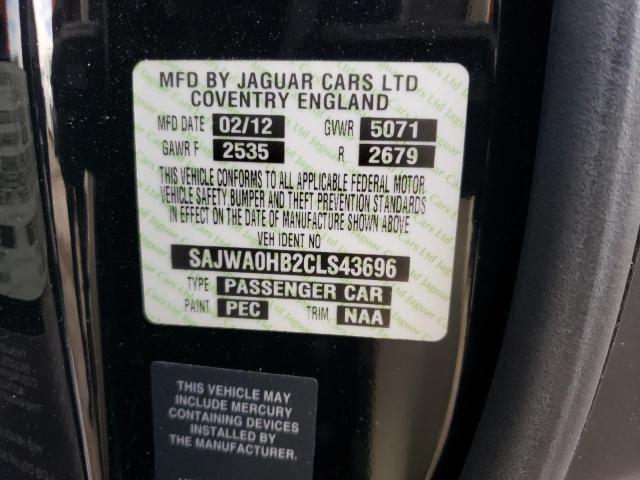 MFD BY JAGUAR CARS LTD
COVENTRY ENGLAND
MFD DATE 02/12 GVWR 5071
GAWR F 2535 R 2679
THIS VEHICLE CONFORMS TO ALL APPLICABLE FEDERAL MOTOR
VEHICLE SAFETY BUMPER AND THEFT PREVENTION STANDARDS
IN EFFECT ON THE DATE OF MANUFACTURE SHOWN ABOVE
VEH IDENT NO
SAJWA0HB2CLS43696
TYPE PASSENGER CAR
PAINT PEC TRIM NAA
THIS VEHICLE MAY
INCLUDE MERCURY
CONTAINING DEVICES
INSTALLED BY
THE MANUFACTURER.